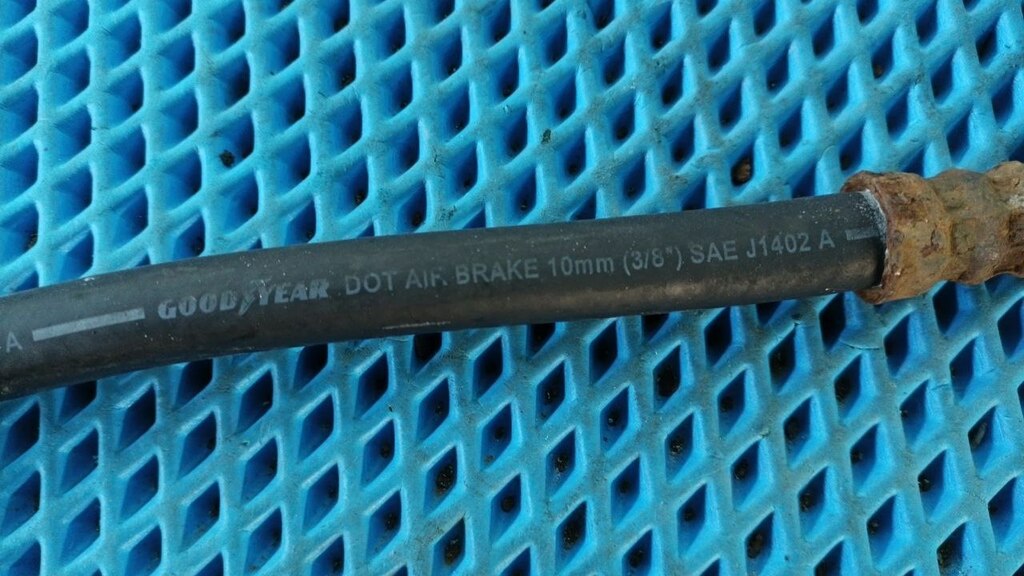 A GOODYEAR DOT AIR BRAKE 10mm (3/8") SAE J1402 A